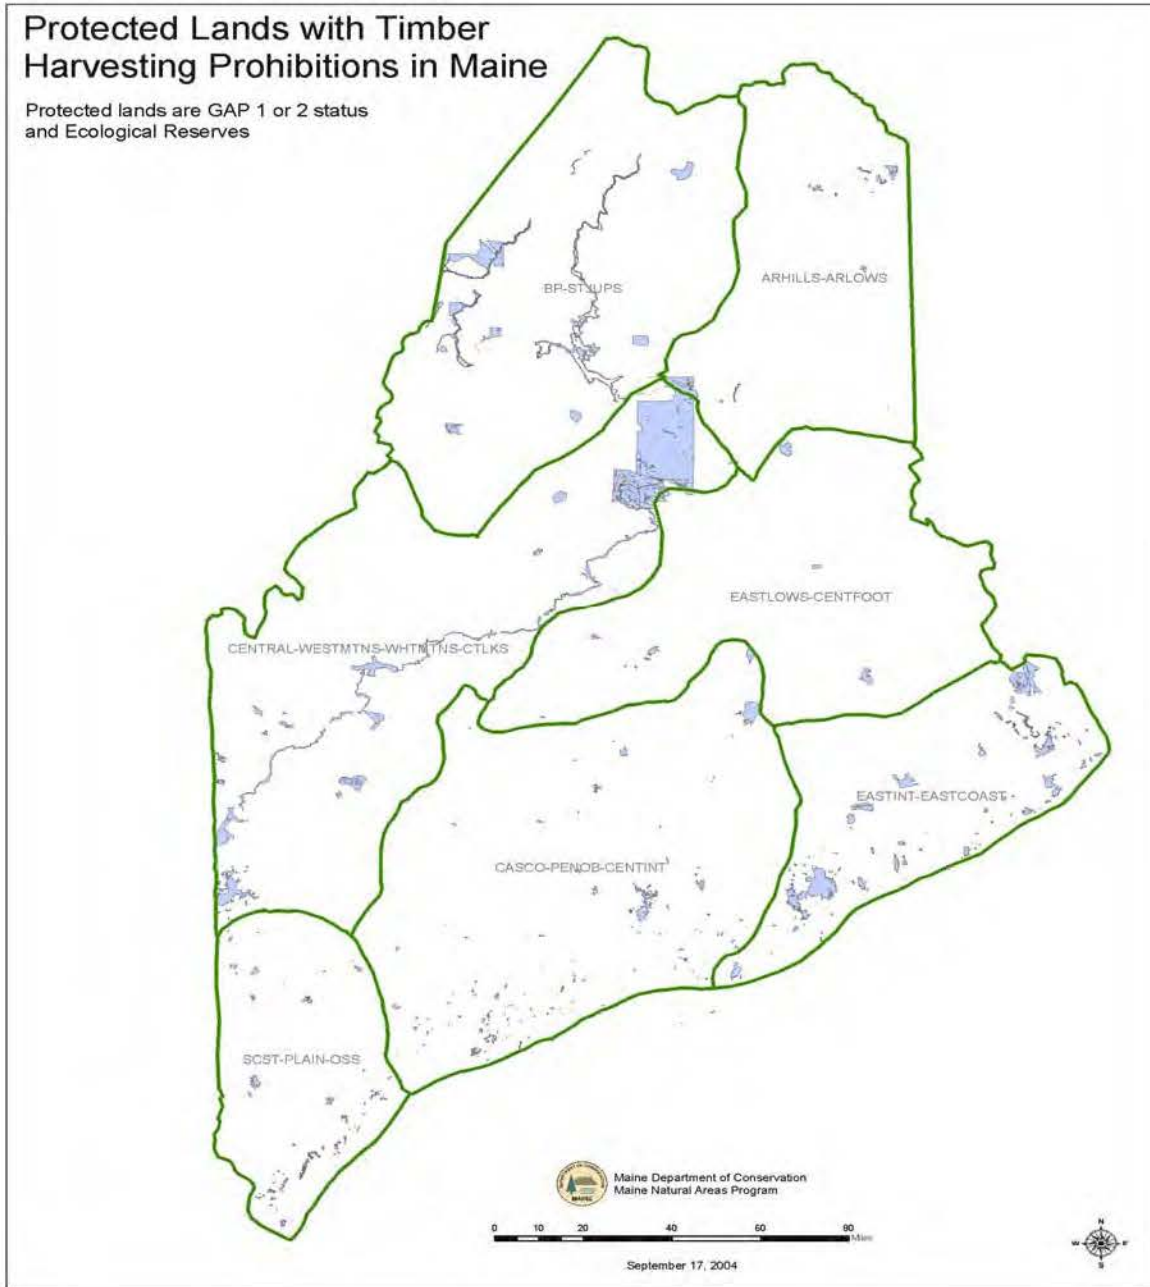 Protected Lands with Timber
Harvesting Prohibitions in Maine
Protected lands are GAP 1 or 2 status
and Ecological Reserves
ARHILLS-ARLOWS
BP-STJUPS
EASTLOWS-CENTFOOT
CENTRAL-WESTMTNS-WHTMTNS-CTLKS
EASTINT-EASTCOAST
CASCO-PENOB-CENTINT
SCST-PLAIN-OSS
Maine Department of Conservation
Maine Natural Areas Program
MAINE
0 10 20 40 60 80
Miles
September 17, 2004
N
W E
S